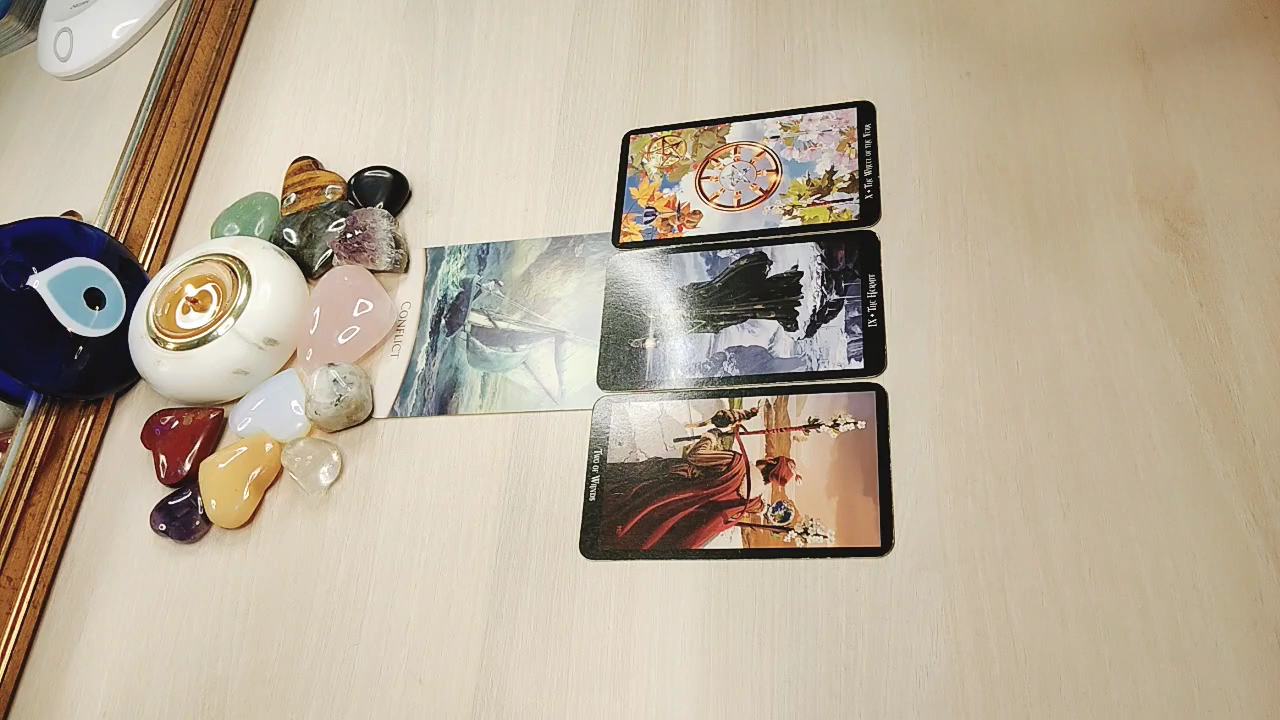 CONFLICT
X • THE WHEEL OF THE YEAR
IX • THE HERMIT
TWO OF WANDS